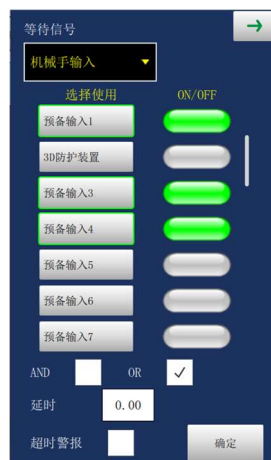 等待信号
机械手输入
选择使用 ON/OFF
预备输入1
3D防护装置
预备输入3
预备输入4
预备输入5
预备输入6
预备输入7
AND OR
延时 0.00
超时警报 确定